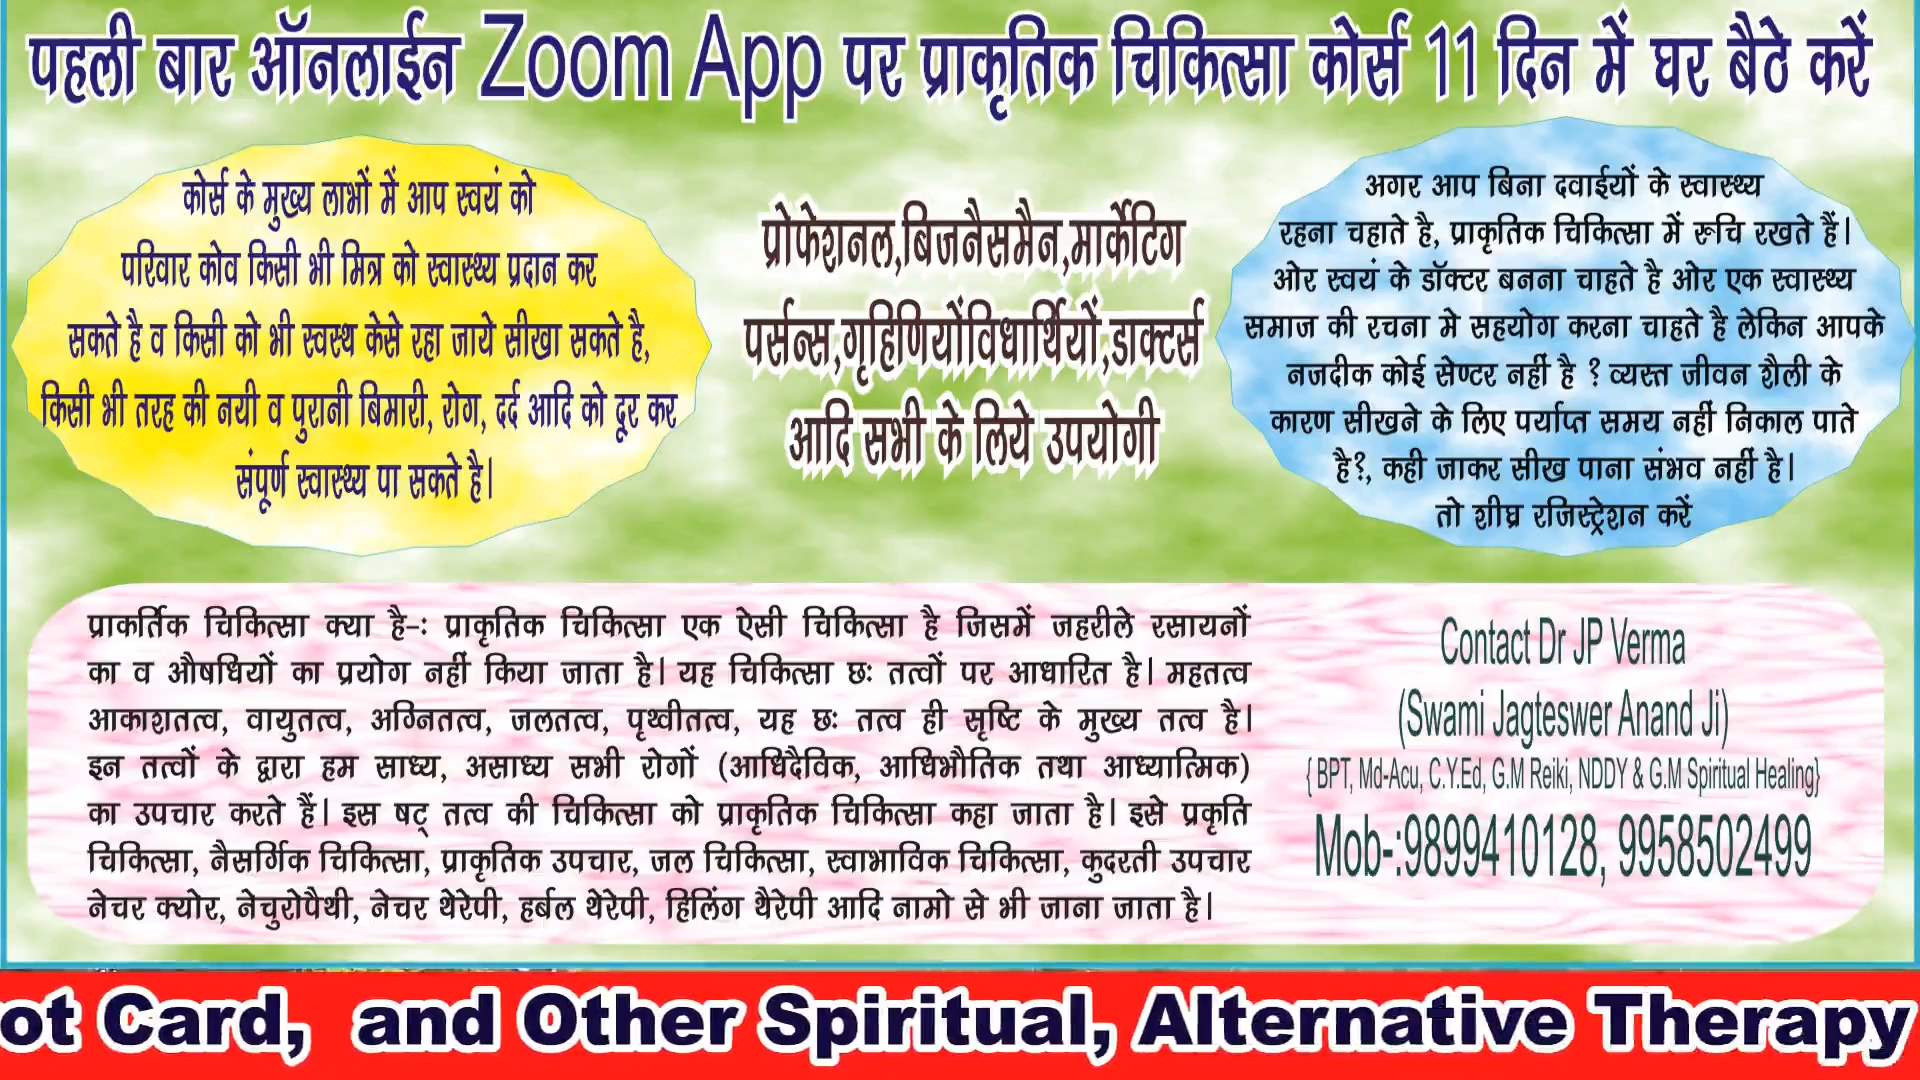 पहली बार ऑनलाईन Zoom App पर प्राकृतिक चिकित्सा कोर्स 11 दिन में घर बैठे करें
कोर्स के मुख्य लाभों में आप स्वयं को
परिवार कोव किसी भी मित्र को स्वास्थ्य प्रदान कर
सकते है व किसी को भी स्वस्थ केसे रहा जाये सीखा सकते है,
किसी भी तरह की नयी व पुरानी बिमारी, रोग, दर्द आदि को दूर कर
संपूर्ण स्वास्थ्य पा सकते है।
प्रोफेशनल,बिजनैसमैन,मार्केटिग
पर्सन्स,गृहिणियोंविधार्थियों,डाक्टर्स
आदि सभी के लिये उपयोगी
अगर आप बिना दवाईयों के स्वास्थ्य
रहना चहाते है, प्राकृतिक चिकित्सा में रूचि रखते हैं।
ओर स्वयं के डॉक्टर बनना चाहते है ओर एक स्वास्थ्य
समाज की रचना मे सहयोग करना चाहते है लेकिन आपके
नजदीक कोई सेण्टर नहीं है ? व्यस्त जीवन शैली के
कारण सीखने के लिए पर्याप्त समय नहीं निकाल पाते
है?, कही जाकर सीख पाना संभव नहीं है।
तो शीघ्र रजिस्ट्रेशन करें
प्राकर्तिक चिकित्सा क्या है-: प्राकृतिक चिकित्सा एक ऐसी चिकित्सा है जिसमें जहरीले रसायनों
का व औषधियों का प्रयोग नहीं किया जाता है। यह चिकित्सा छः तत्वों पर आधारित है। महतत्व
आकाशतत्व, वायुतत्व, अग्नितत्व, जलतत्व, पृथ्वीतत्व, यह छः तत्व ही सृष्टि के मुख्य तत्व है।
इन तत्वों के द्वारा हम साध्य, असाध्य सभी रोगों (आधिदैविक, आधिभौतिक तथा आध्यात्मिक)
का उपचार करते हैं। इस षट् तत्व की चिकित्सा को प्राकृतिक चिकित्सा कहा जाता है। इसे प्रकृति
चिकित्सा, नैसर्गिक चिकित्सा, प्राकृतिक उपचार, जल चिकित्सा, स्वाभाविक चिकित्सा, कुदरती उपचार
नेचर क्योर, नेचुरोपैथी, नेचर थेरेपी, हर्बल थेरेपी, हिलिंग थैरेपी आदि नामो से भी जाना जाता है।
Contact Dr JP Verma
(Swami Jagteswer Anand Ji)
{ BPT, Md-Acu, C.Y.Ed, G.M Reiki, NDDY & G.M Spiritual Healing}
Mob-:9899410128, 9958502499
ot Card, and Other Spiritual, Alternative Therapy